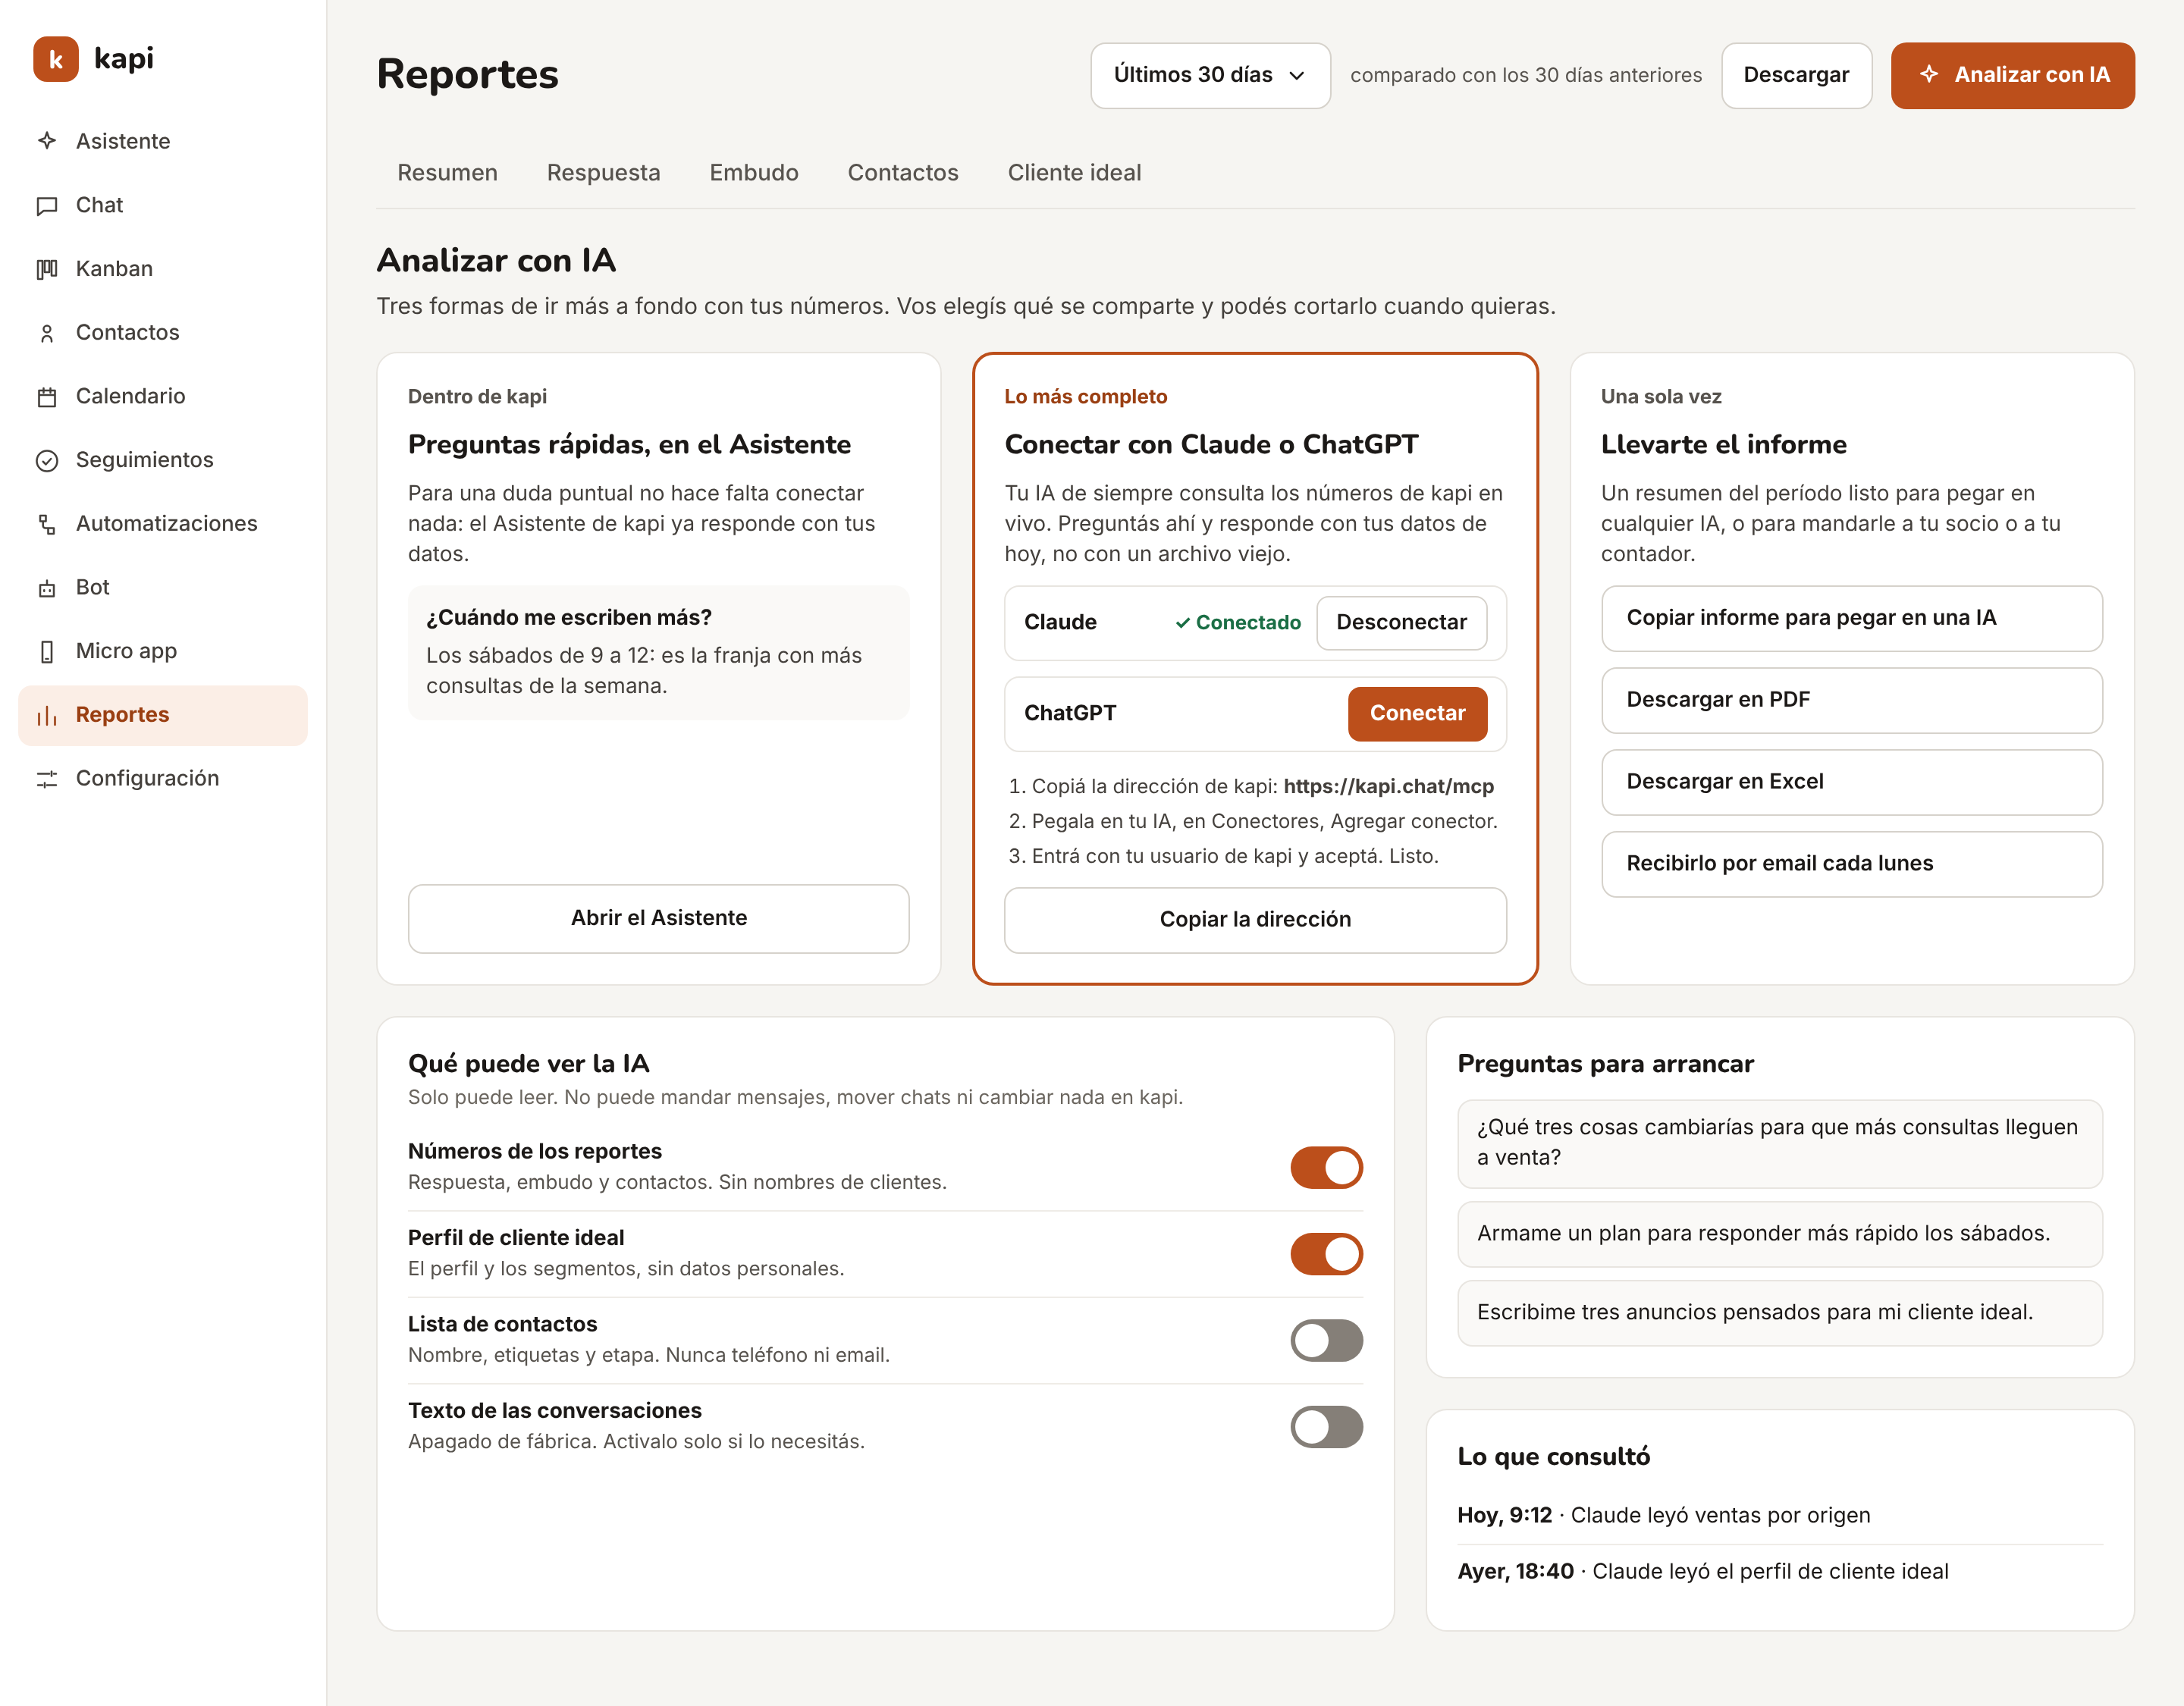 k kapi
Asistente
Chat
Kanban
Contactos
Calendario
Seguimientos
Automatizaciones
Bot
Micro app
Reportes
Configuración
Reportes
Últimos 30 días
comparado con los 30 días anteriores
Descargar
Analizar con IA
Resumen
Respuesta
Embudo
Contactos
Cliente ideal
Analizar con IA
Tres formas de ir más a fondo con tus números. Vos elegís qué se comparte y podés cortarlo cuando quieras.
Dentro de kapi
Preguntas rápidas, en el Asistente
Para una duda puntual no hace falta conectar
nada: el Asistente de kapi ya responde con tus
datos.
¿Cuándo me escriben más?
Los sábados de 9 a 12: es la franja con más
consultas de la semana.
Abrir el Asistente
Lo más completo
Conectar con Claude o ChatGPT
Tu IA de siempre consulta los números de kapi en
vivo. Preguntás ahí y responde con tus datos de
hoy, no con un archivo viejo.
Claude
Conectado
Desconectar
ChatGPT
Conectar
1. Copiá la dirección de kapi: https://kapi.chat/mcp
2. Pegala en tu IA, en Conectores, Agregar conector.
3. Entrá con tu usuario de kapi y aceptá. Listo.
Copiar la dirección
Una sola vez
Llevarte el informe
Un resumen del período listo para pegar en
cualquier IA, o para mandarle a tu socio o a tu
contador.
Copiar informe para pegar en una IA
Descargar en PDF
Descargar en Excel
Recibirlo por email cada lunes
Qué puede ver la IA
Solo puede leer. No puede mandar mensajes, mover chats ni cambiar nada en kapi.
Números de los reportes
Respuesta, embudo y contactos. Sin nombres de clientes.
Perfil de cliente ideal
El perfil y los segmentos, sin datos personales.
Lista de contactos
Nombre, etiquetas y etapa. Nunca teléfono ni email.
Texto de las conversaciones
Apagado de fábrica. Activalo solo si lo necesitás.
Preguntas para arrancar
¿Qué tres cosas cambiarías para que más consultas lleguen
a venta?
Armame un plan para responder más rápido los sábados.
Escribime tres anuncios pensados para mi cliente ideal.
Lo que consultó
Hoy, 9:12 · Claude leyó ventas por origen
Ayer, 18:40 · Claude leyó el perfil de cliente ideal